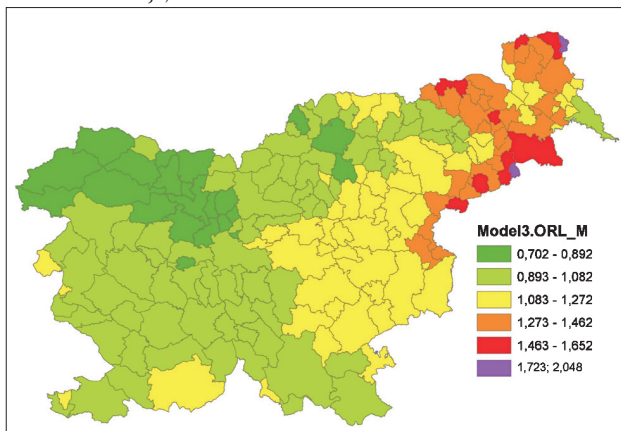 Model3.ORL_M
0,702 - 0,892
0,893 - 1,082
1,083 - 1,272
1,273 - 1,462
1,463 - 1,652
1,723; 2,048